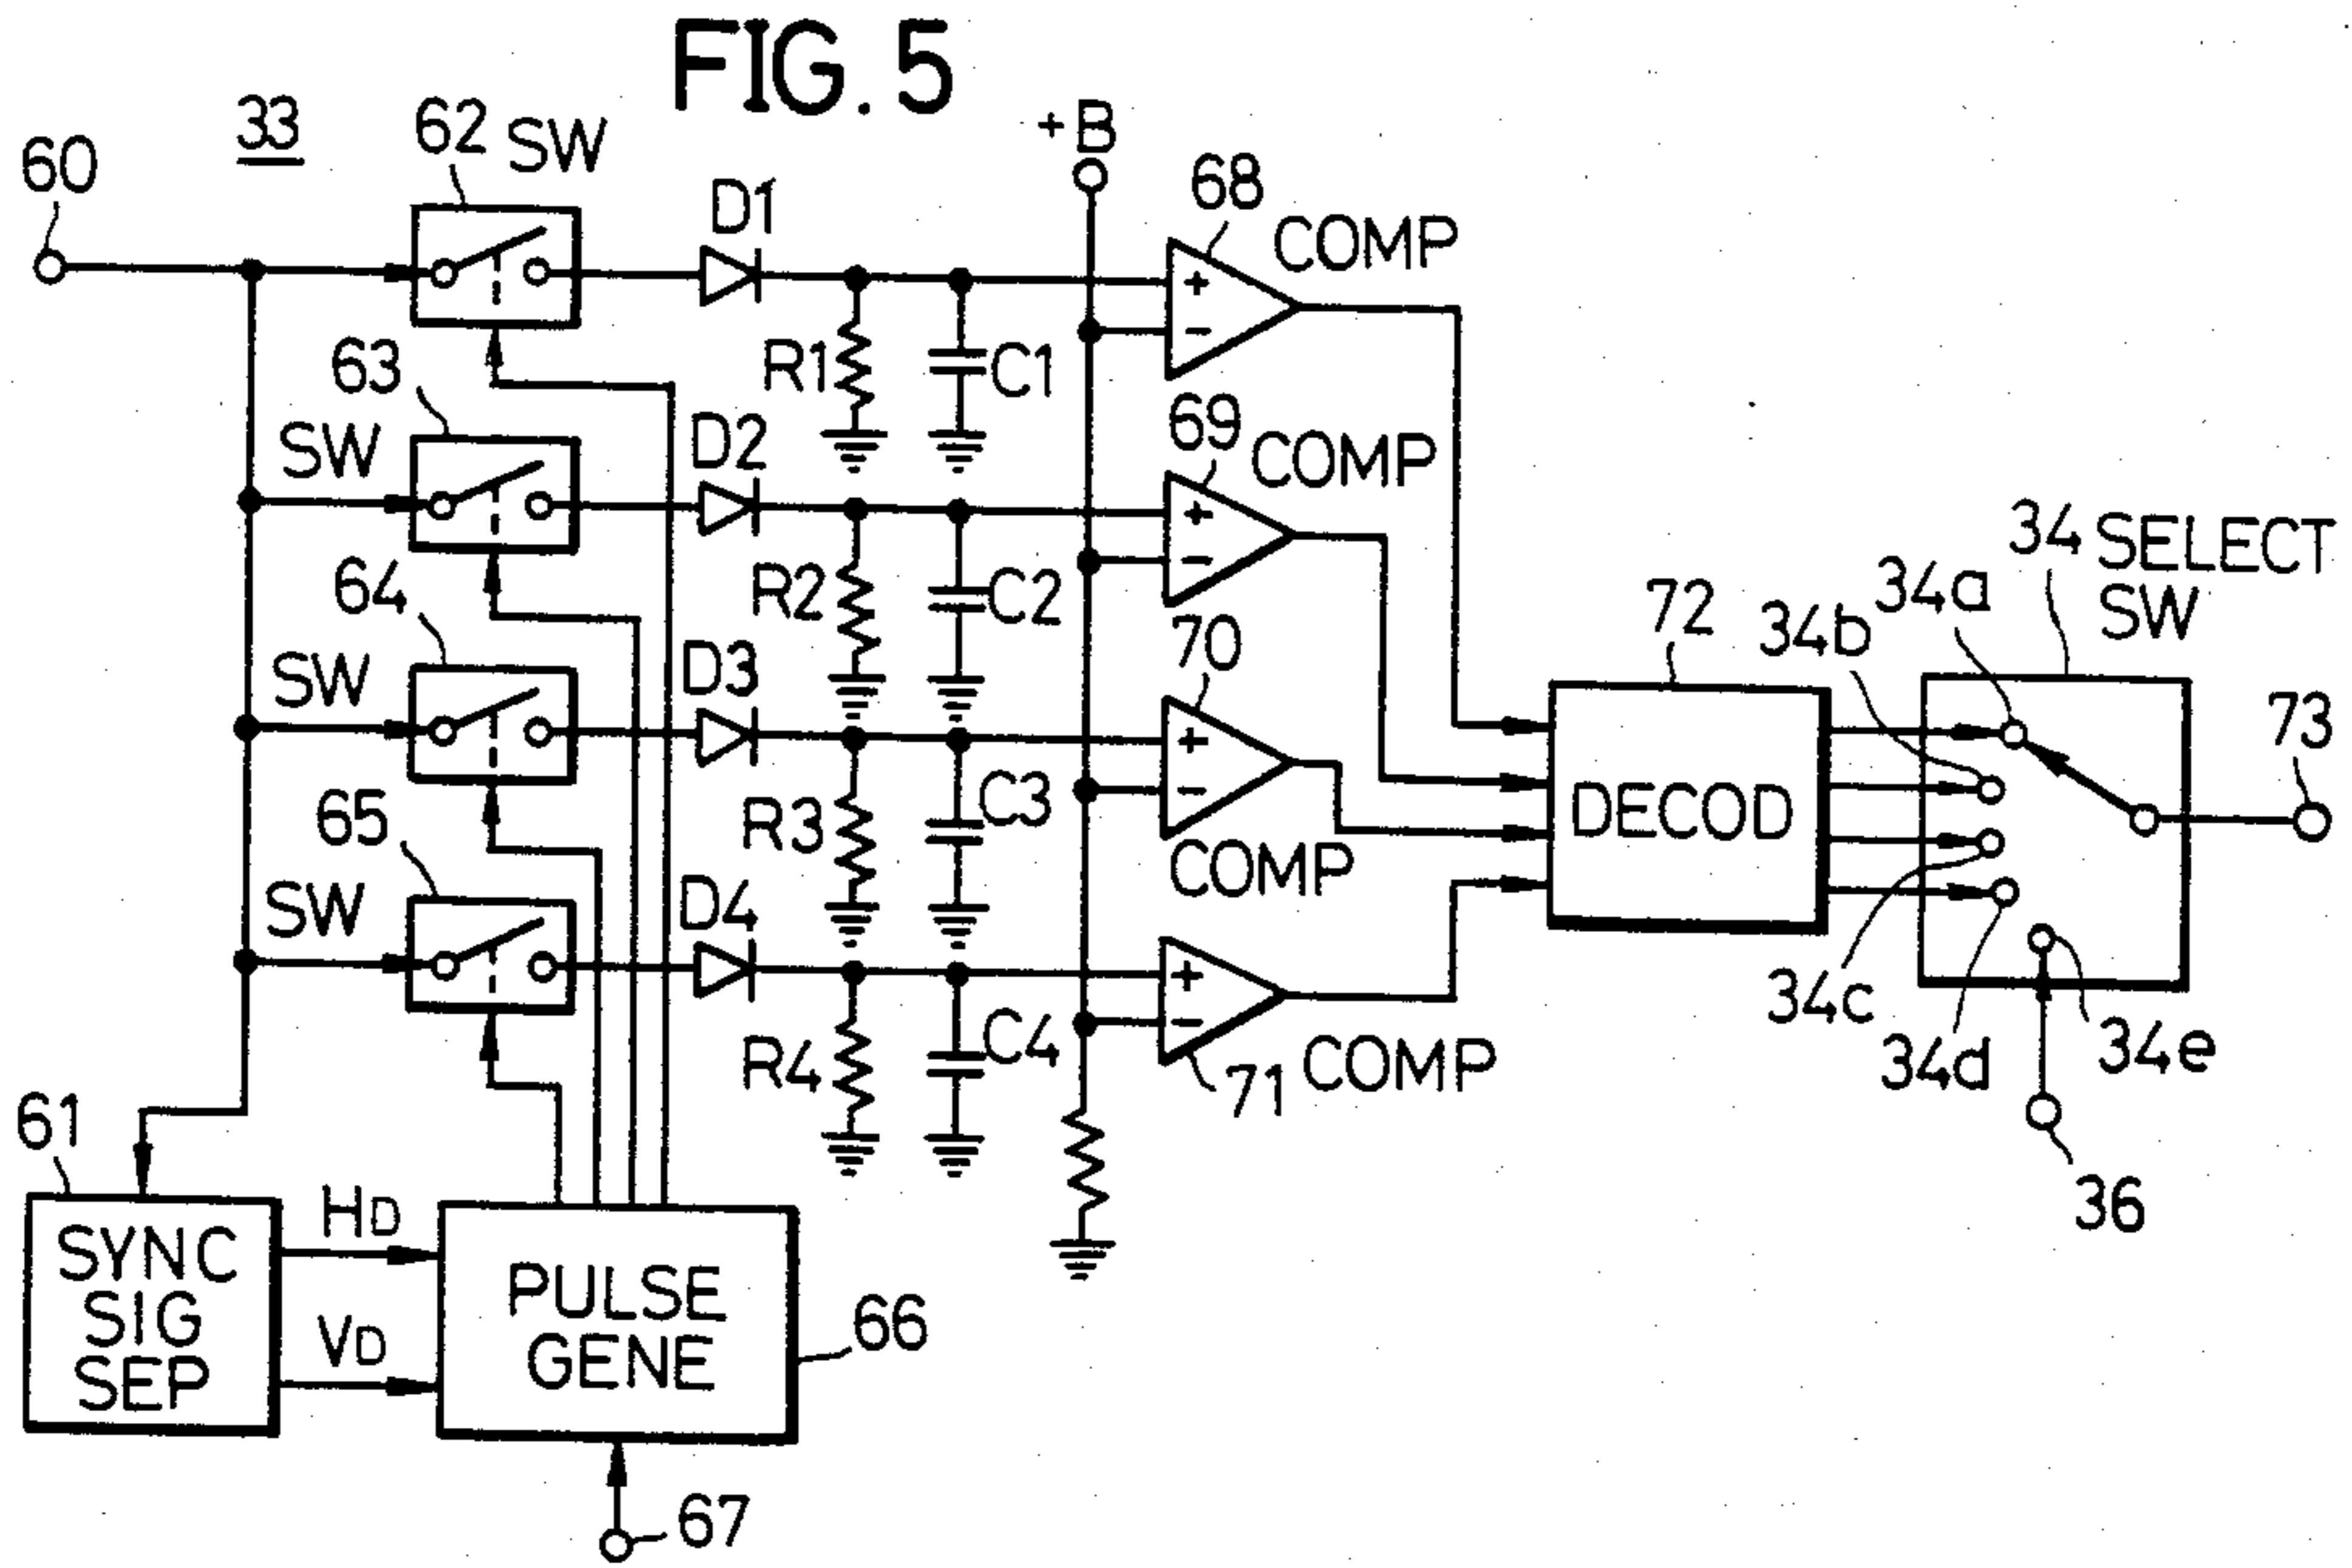 FIG. 5
33
60
62 SW
+B
D1
68
COMP
R1
C1
63
SW
D2
69
COMP
R2
C2
64
SW
D3
70
COMP
R3
C3
65
SW
D4
71
COMP
R4
C4
72
DECOD
34 SELECT
SW
34a
34b
34c
34d
34e
73
36
61
SYNC
SIG
SEP
HD
VD
PULSE
GENE
66
67
+
-
+
-
+
-
+
-